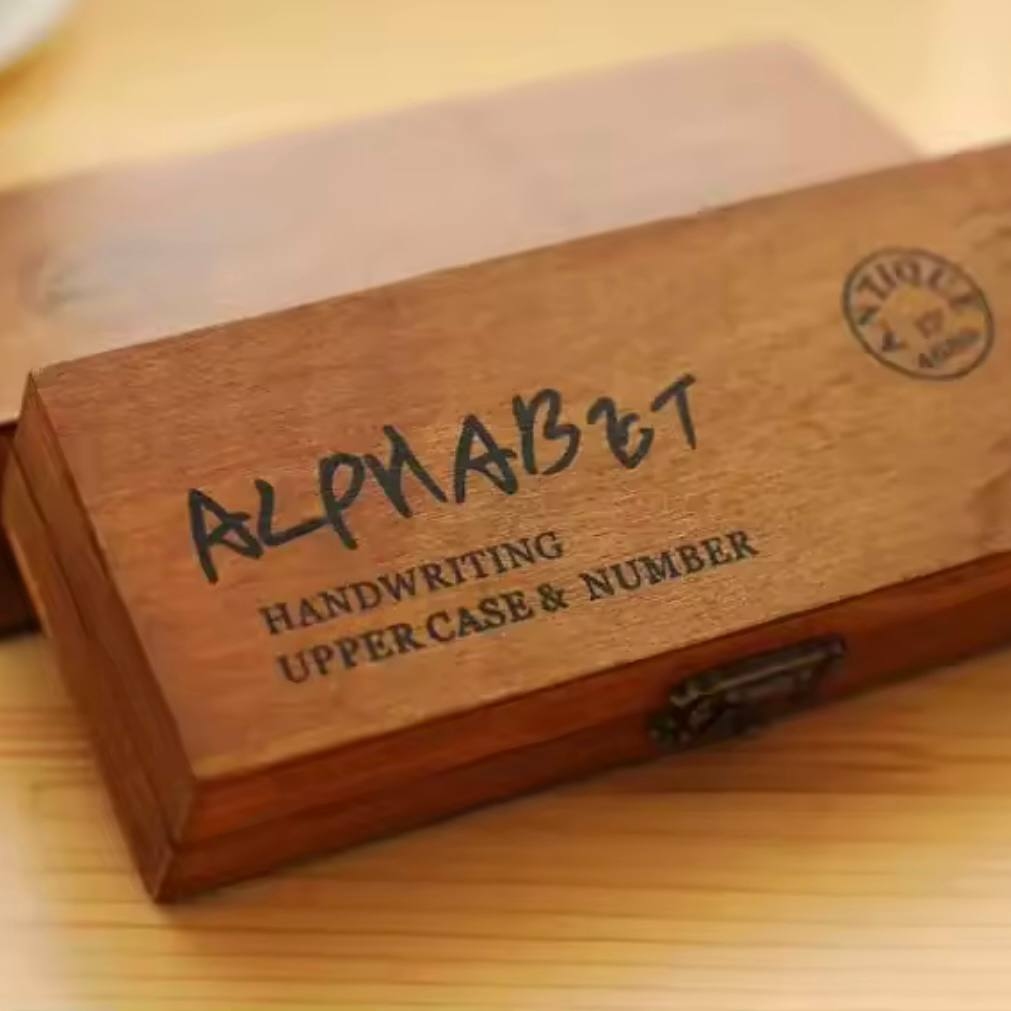 ALPHABET
HANDWRITING
UPPER CASE & NUMBER
ANTIQUE